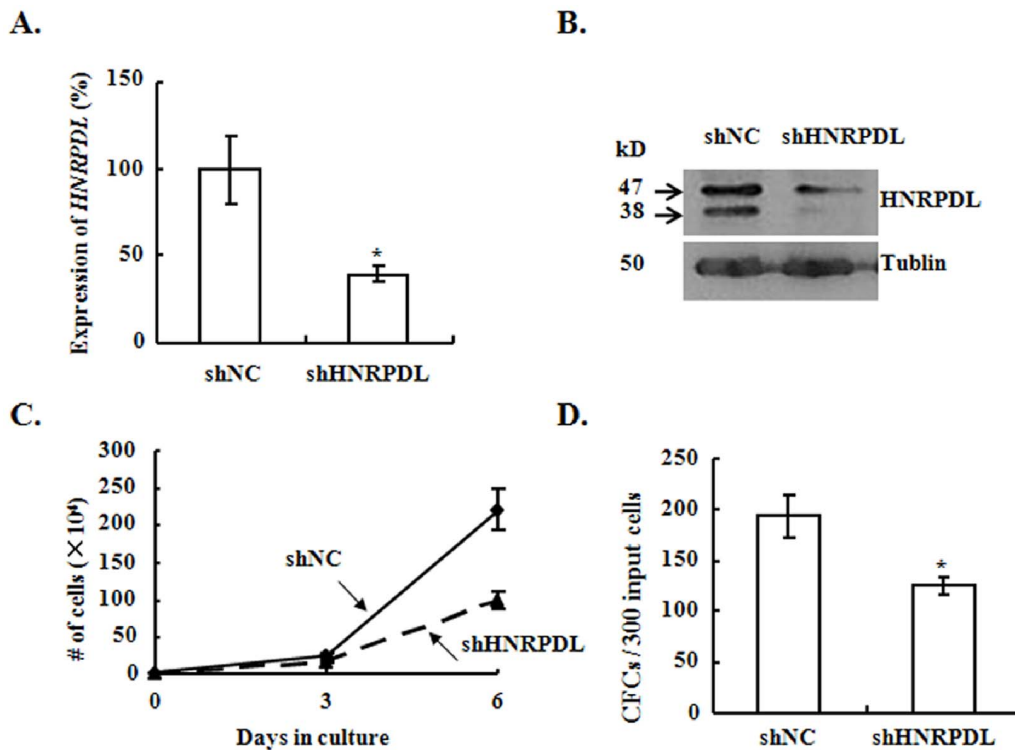 A.
Expression of HNRPDL (%)
150
100
50
0
*
shNC shHNRPDL
B.
shNC shHNRPDL
kD
47
38
HNRPDL
50
Tublin
C.
# of cells (×10⁴)
300
250
200
150
100
50
0
shNC
shHNRPDL
0 3 6
Days in culture
D.
CFCs / 300 input cells
250
200
150
100
50
0
*
shNC shHNRPDL